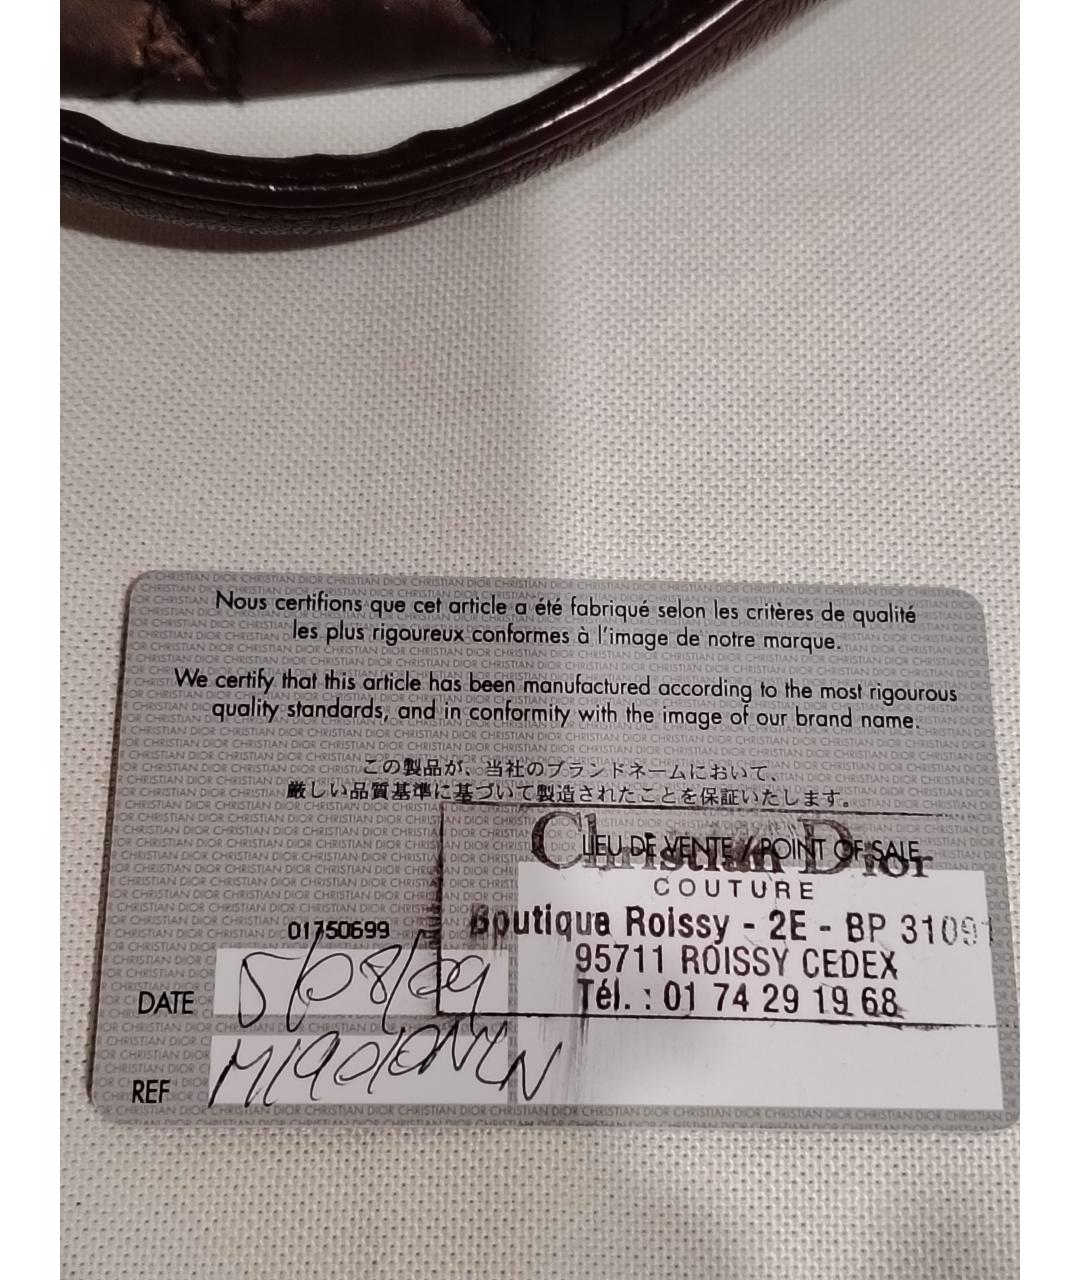 Nous certifions que cet article a été fabriqué selon les critères de qualité
les plus rigoureux conformes à l'image de notre marque.
We certify that this article has been manufactured according to the most rigourous
quality standards, and in conformity with the image of our brand name.
この製品が、当社のブランドネームにおいて、
厳しい品質基準に基づいて製造されたことを保証いたします。
LIEU DE VENTE / POINT OF SALE
Christian Dior
COUTURE
Boutique Roissy - 2E - BP 31091
95711 ROISSY CEDEX
Tél. : 01 74 29 19 68
01750699
DATE 5/08/09
REF